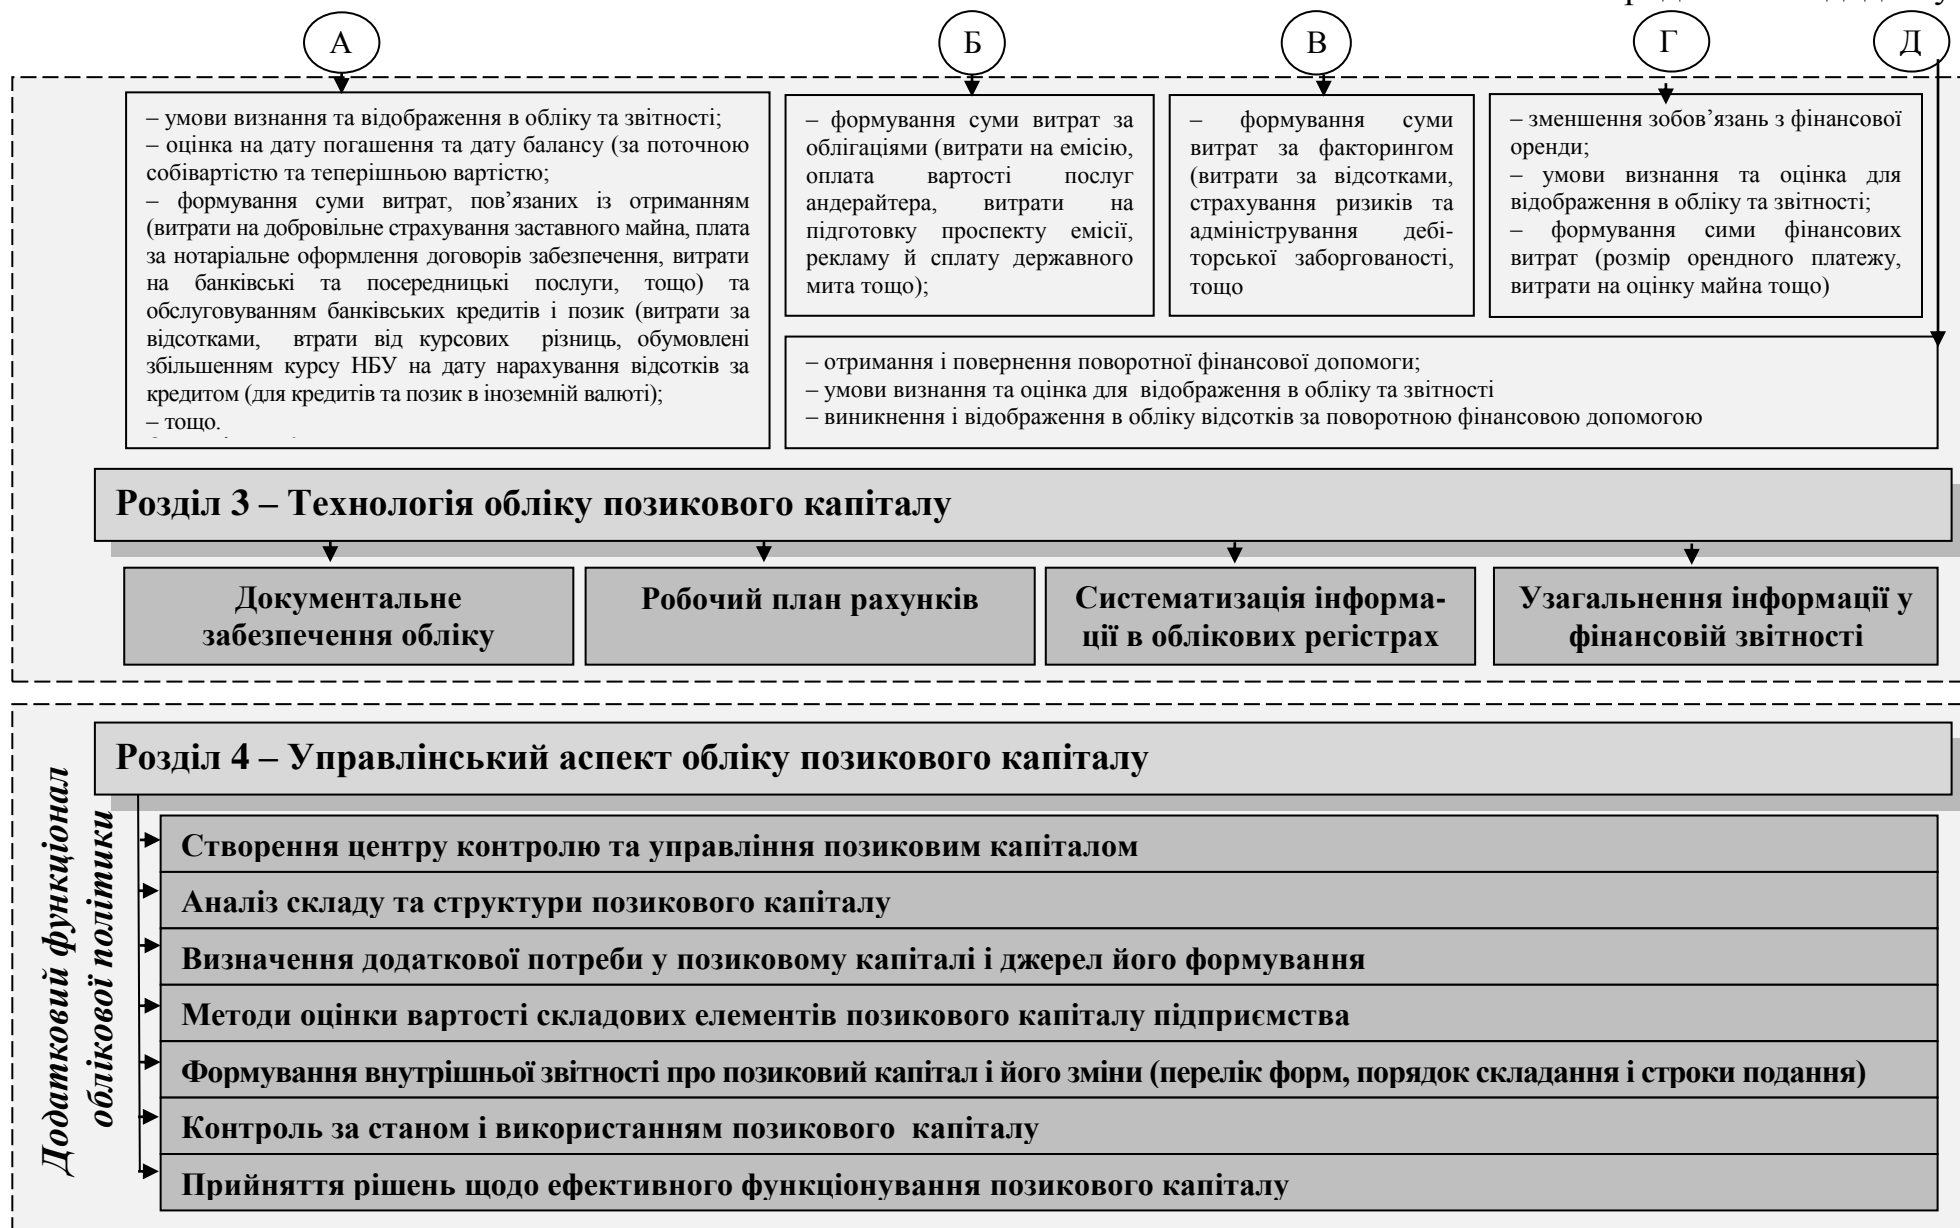 А
Б
В
Г
Д
– умови визнання та відображення в обліку та звітності;
– оцінка на дату погашення та дату балансу (за поточною
собівартістю та теперішньою вартістю;
– формування суми витрат, пов’язаних із отриманням
(витрати на добровільне страхування заставного майна, плата
за нотаріальне оформлення договорів забезпечення, витрати
на банківські та посередницькі послуги, тощо) та
обслуговуванням банківських кредитів і позик (витрати за
відсотками, втрати від курсових різниць, обумовлені
збільшенням курсу НБУ на дату нарахування відсотків за
кредитом (для кредитів та позик в іноземній валюті);
– тощо.
– формування суми витрат за
облігаціями (витрати на емісію,
оплата вартості послуг
андерайтера, витрати на
підготовку проспекту емісії,
рекламу й сплату державного
мита тощо);
– формування суми
витрат за факторингом
(витрати за відсотками,
страхування ризиків та
адміністрування дебі-
торської заборгованості,
тощо
– зменшення зобов’язань з фінансової
оренди;
– умови визнання та оцінка для
відображення в обліку та звітності;
– формування сими фінансових
витрат (розмір орендного платежу,
витрати на оцінку майна тощо)
– отримання і повернення поворотної фінансової допомоги;
– умови визнання та оцінка для відображення в обліку та звітності
– виникнення і відображення в обліку відсотків за поворотною фінансовою допомогою
Розділ 3 – Технологія обліку позикового капіталу
Документальне
забезпечення обліку
Робочий план рахунків
Систематизація інформа-
ції в облікових регістрах
Узагальнення інформації у
фінансовій звітності
Додатковий функціонал
облікової політики
Розділ 4 – Управлінський аспект обліку позикового капіталу
Створення центру контролю та управління позиковим капіталом
Аналіз складу та структури позикового капіталу
Визначення додаткової потреби у позиковому капіталі і джерел його формування
Методи оцінки вартості складових елементів позикового капіталу підприємства
Формування внутрішньої звітності про позиковий капітал і його зміни (перелік форм, порядок складання і строки подання)
Контроль за станом і використанням позикового капіталу
Прийняття рішень щодо ефективного функціонування позикового капіталу